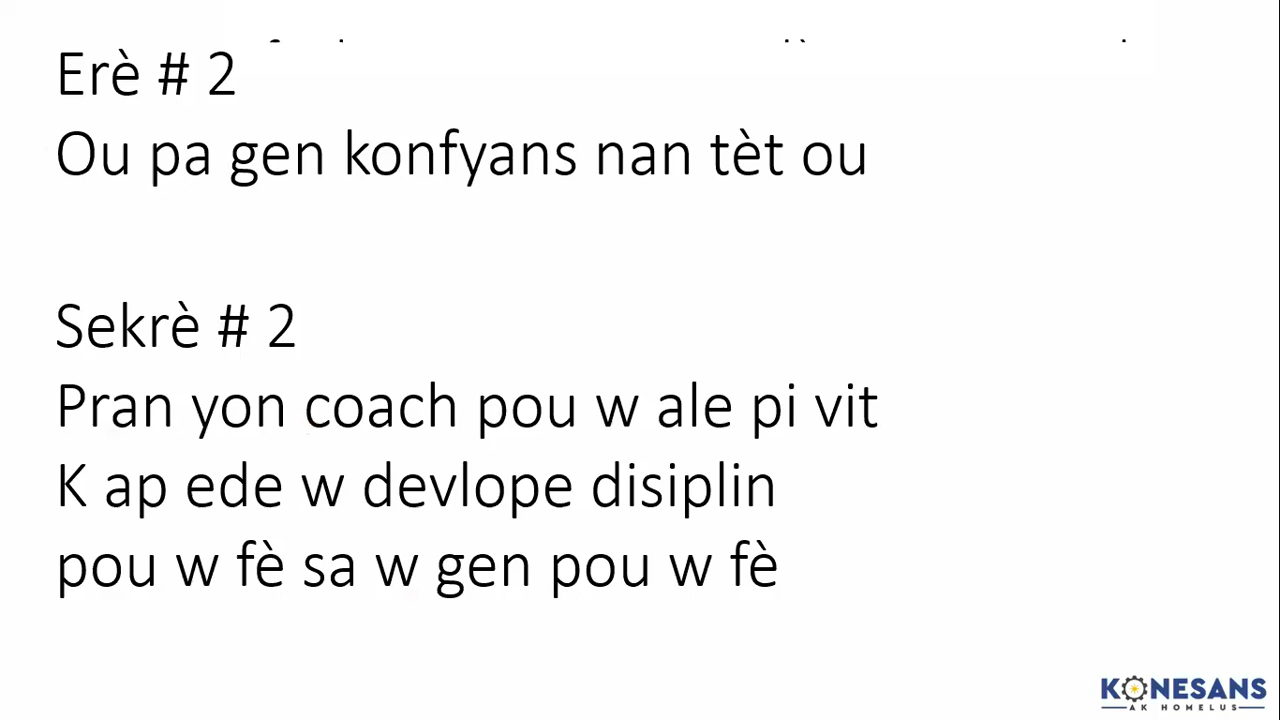 Erè # 2
Ou pa gen konfyans nan tèt ou
Sekrè # 2
Pran yon coach pou w ale pi vit
K ap ede w devlope disiplin
pou w fè sa w gen pou w fè
KONESANS
AK HOMELUS